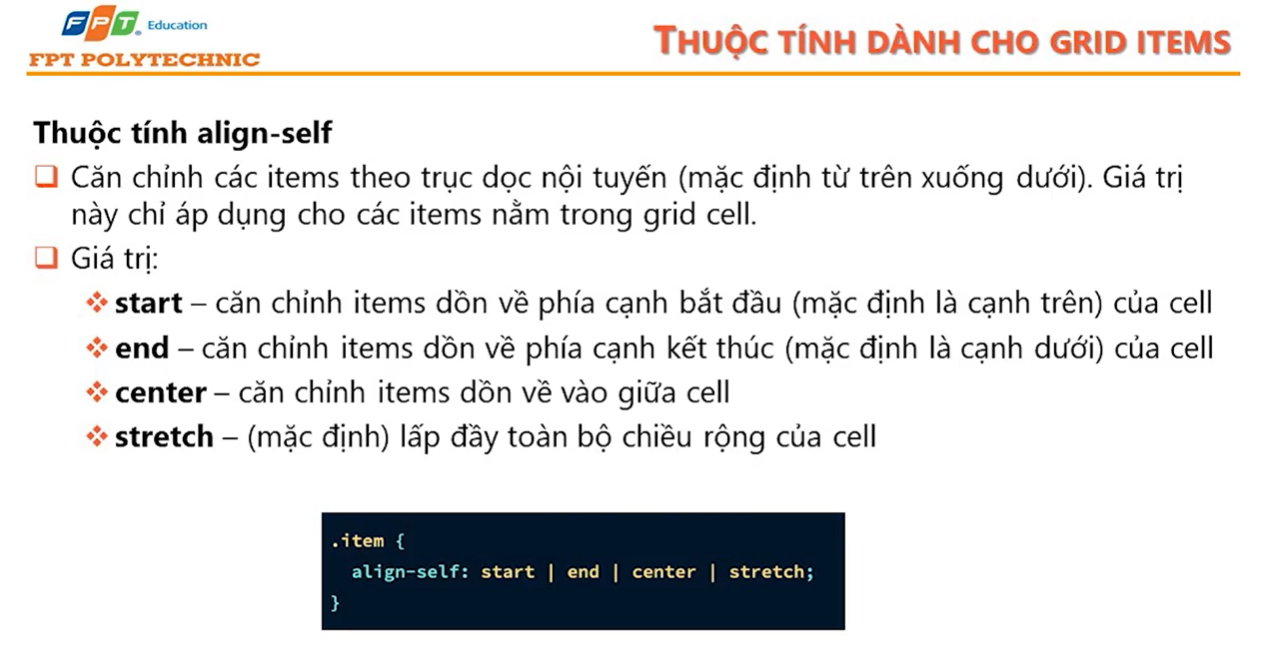 FPT Education
FPT POLYTECHNIC
THUỘC TÍNH DÀNH CHO GRID ITEMS
Thuộc tính align-self
Căn chỉnh các items theo trục dọc nội tuyến (mặc định từ trên xuống dưới). Giá trị
này chỉ áp dụng cho các items nằm trong grid cell.
Giá trị:
start – căn chỉnh items dồn về phía cạnh bắt đầu (mặc định là cạnh trên) của cell
end – căn chỉnh items dồn về phía cạnh kết thúc (mặc định là cạnh dưới) của cell
center – căn chỉnh items dồn về vào giữa cell
stretch – (mặc định) lấp đầy toàn bộ chiều rộng của cell
.item {
align-self: start | end | center | stretch;
}